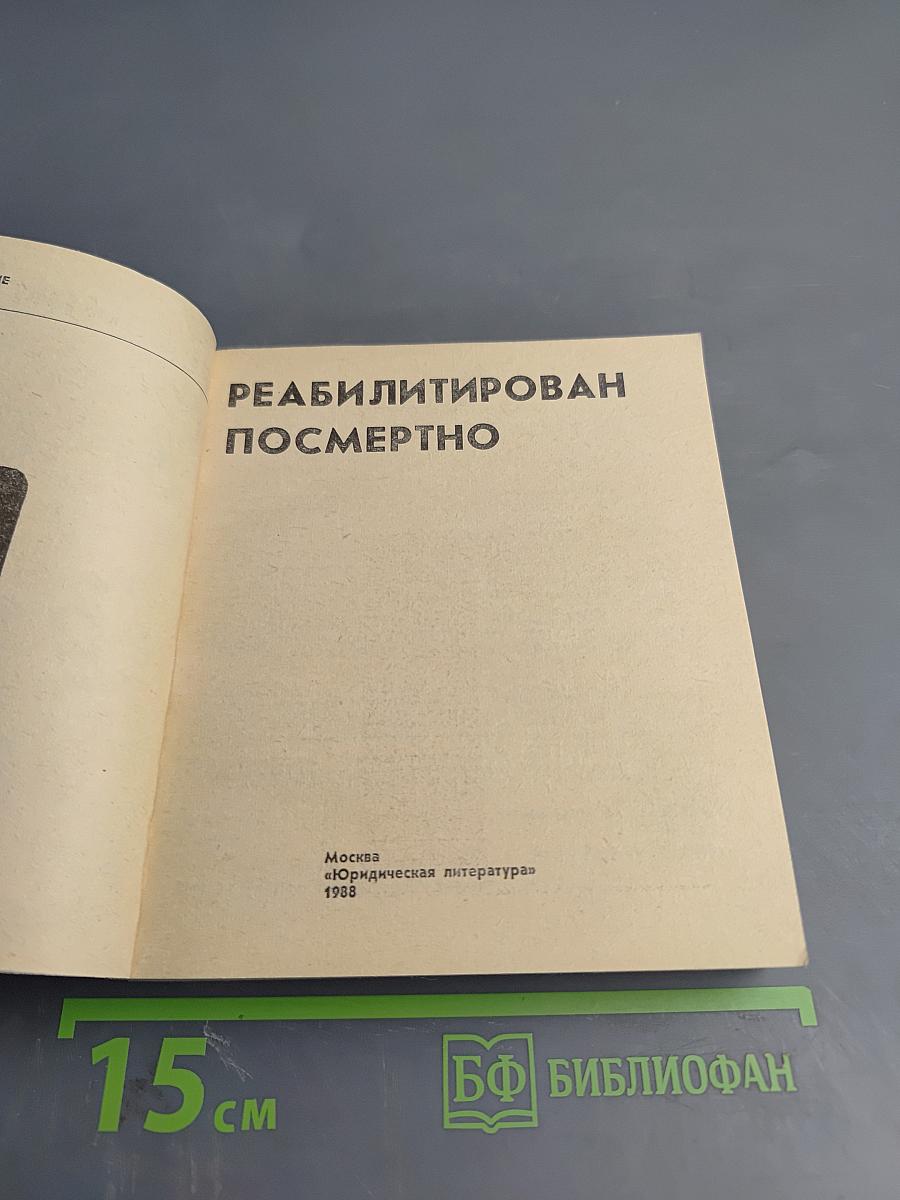 РЕАБИЛИТИРОВАН
ПОСМЕРТНО
Москва
«Юридическая литература»
1988
15 см
БФ БИБЛИОФАН